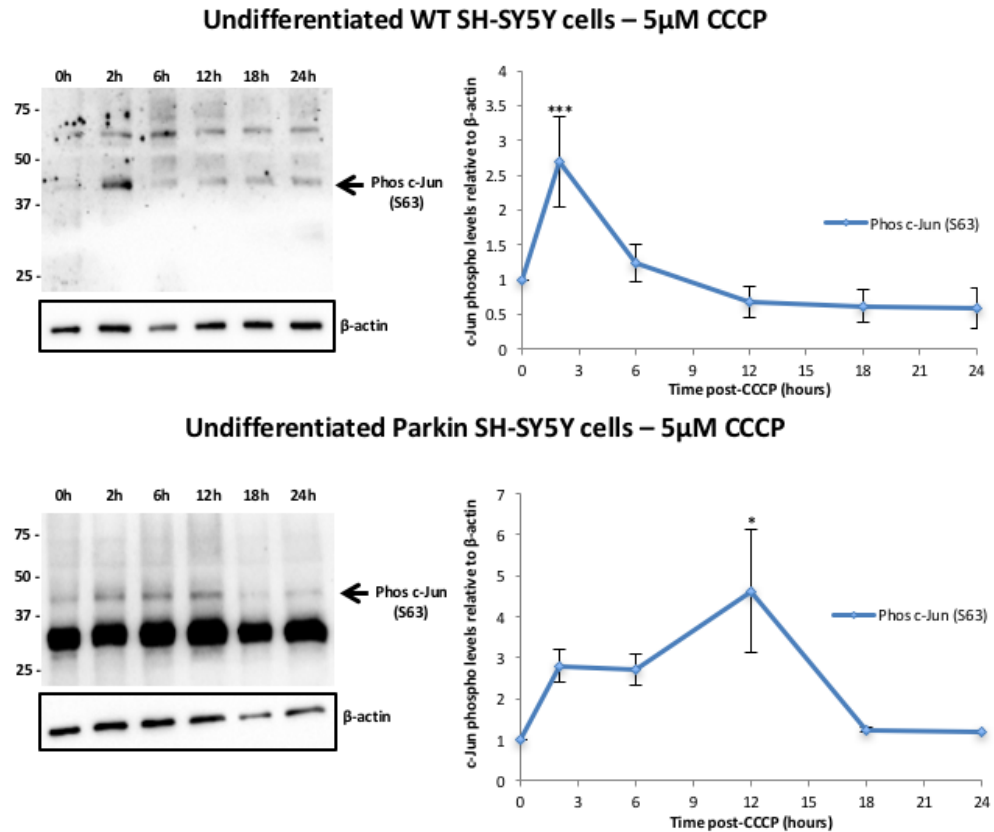 Undifferentiated WT SH-SY5Y cells – 5µM CCCP
0h 2h 6h 12h 18h 24h
75 -
50 -
37 -
25 -
Phos c-Jun
(S63)
β-actin
c-Jun phospho levels relative to β-actin
4
3.5
3
2.5
2
1.5
1
0.5
0
***
Phos c-Jun (S63)
0 3 6 9 12 15 18 21 24
Time post-CCCP (hours)
Undifferentiated Parkin SH-SY5Y cells – 5µM CCCP
0h 2h 6h 12h 18h 24h
75 -
50 -
37 -
25 -
Phos c-Jun
(S63)
β-actin
c-Jun phospho levels relative to β-actin
7
6
5
4
3
2
1
0
*
Phos c-Jun (S63)
0 3 6 9 12 15 18 21 24
Time post-CCCP (hours)